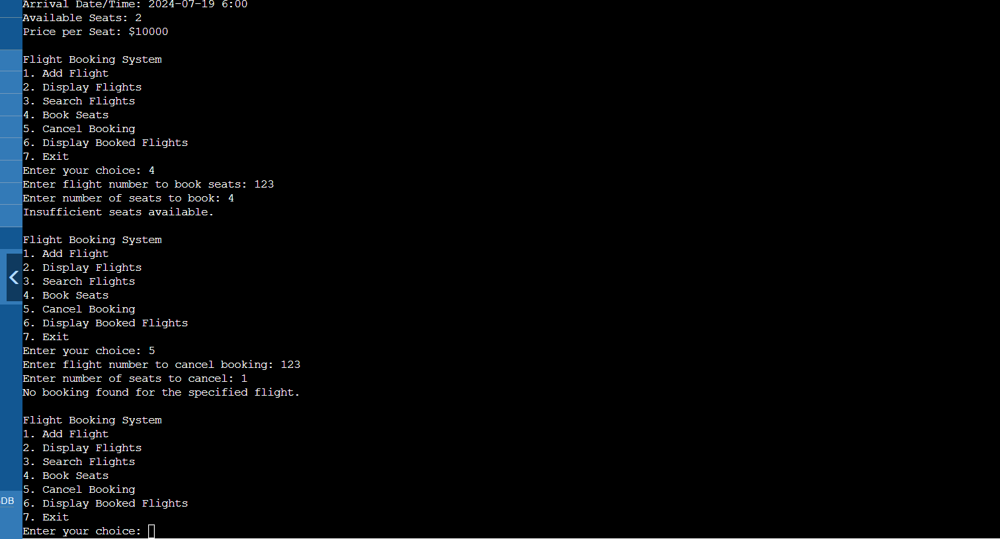 Arrival Date/Time: 2024-07-19 6:00
Available Seats: 2
Price per Seat: $10000
Flight Booking System
1. Add Flight
2. Display Flights
3. Search Flights
4. Book Seats
5. Cancel Booking
6. Display Booked Flights
7. Exit
Enter your choice: 4
Enter flight number to book seats: 123
Enter number of seats to book: 4
Insufficient seats available.
Flight Booking System
1. Add Flight
2. Display Flights
3. Search Flights
4. Book Seats
5. Cancel Booking
6. Display Booked Flights
7. Exit
Enter your choice: 5
Enter flight number to cancel booking: 123
Enter number of seats to cancel: 1
No booking found for the specified flight.
Flight Booking System
1. Add Flight
2. Display Flights
3. Search Flights
4. Book Seats
5. Cancel Booking
DB
6. Display Booked Flights
7. Exit
Enter your choice: